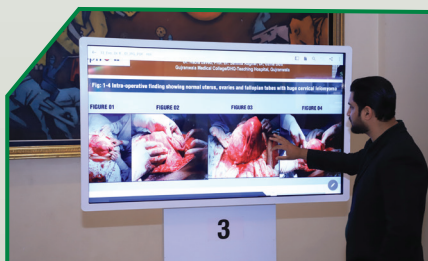 Gujranwala Medical College/DHQ Teaching Hospital, Gujranwala
Fig: 1-4 Intra-operative finding showing normal uterus, ovaries and fallopian tubes with huge cervical leiomyoma
FIGURE 01 FIGURE 02 FIGURE 03 FIGURE 04
3